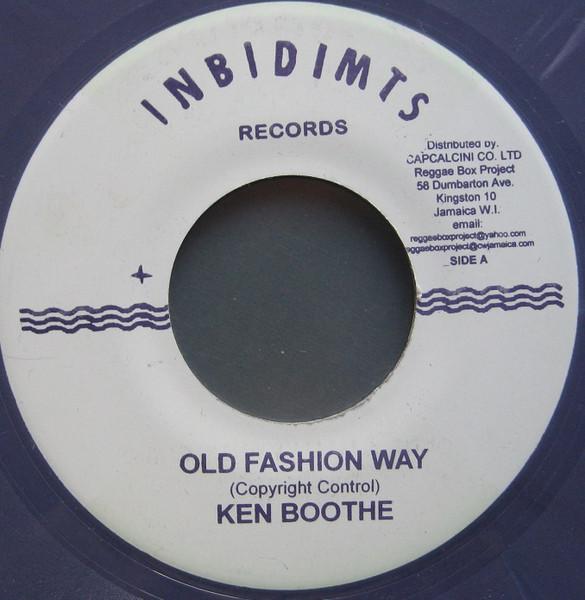 INBIDIMTS
RECORDS
Distributed by.
CAPCALCINI CO. LTD
Reggae Box Project
58 Dumbarton Ave.
Kingston 10
Jamaica W.I.
email:
reggaeboxproject@yahoo.com
eggaeboxproject@cwjamaica.com
SIDE A
OLD FASHION WAY
(Copyright Control)
KEN BOOTHE